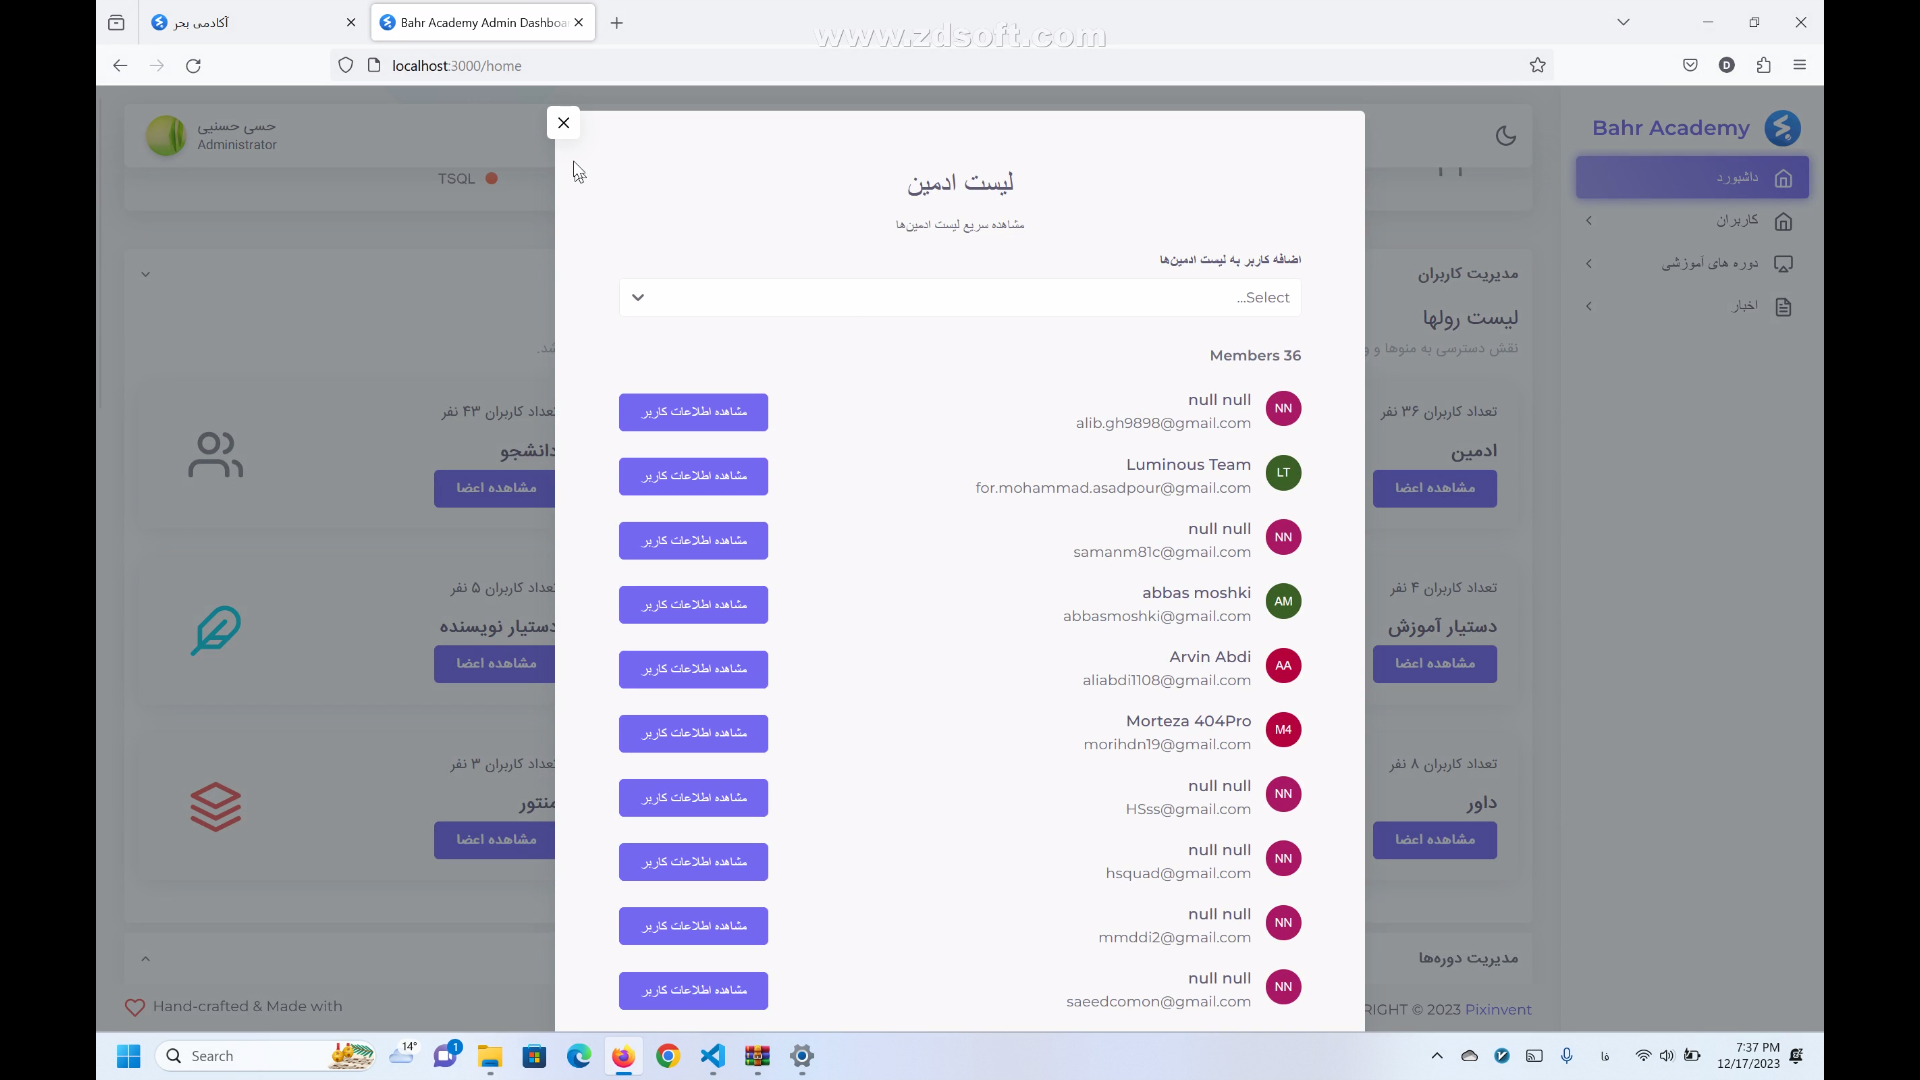 آکادمی بحر
Bahr Academy Admin Dashboa
www.zdsoft.com
localhost:3000/home
D
حسی حسنیی
Administrator
Bahr Academy
TSQL
داشبورد
کاربران
دوره های آموزشی
اخبار
مدیریت کاربران
لیست رولها
نقش دسترسی به منوها و و
شد.
تعداد کاربران ۳۶ نفر
ادمین
مشاهده اعضا
تعداد کاربران ۴۳ نفر
دانشجو
مشاهده اعضا
تعداد کاربران ۴ نفر
دستیار آموزش
مشاهده اعضا
تعداد کاربران ۵ نفر
دستیار نویسنده
مشاهده اعضا
تعداد کاربران ۸ نفر
داور
مشاهده اعضا
تعداد کاربران ۳ نفر
منتور
مشاهده اعضا
مدیریت دوره‌ها
لیست ادمین
مشاهده سریع لیست ادمین‌ها
اضافه کاربر به لیست ادمین‌ها
Select...
Members 36
NN
null null
alib.gh9898@gmail.com
مشاهده اطلاعات کاربر
LT
Luminous Team
for.mohammad.asadpour@gmail.com
مشاهده اطلاعات کاربر
NN
null null
samanm81c@gmail.com
مشاهده اطلاعات کاربر
AM
abbas moshki
abbasmoshki@gmail.com
مشاهده اطلاعات کاربر
AA
Arvin Abdi
aliabdi1108@gmail.com
مشاهده اطلاعات کاربر
M4
Morteza 404Pro
morihdn19@gmail.com
مشاهده اطلاعات کاربر
NN
null null
HSss@gmail.com
مشاهده اطلاعات کاربر
NN
null null
hsquad@gmail.com
مشاهده اطلاعات کاربر
NN
null null
mmddi2@gmail.com
مشاهده اطلاعات کاربر
NN
null null
saeedcomon@gmail.com
مشاهده اطلاعات کاربر
Hand-crafted & Made with
RIGHT © 2023 Pixinvent
Search
14°
1
فا
7:37 PM
12/17/2023